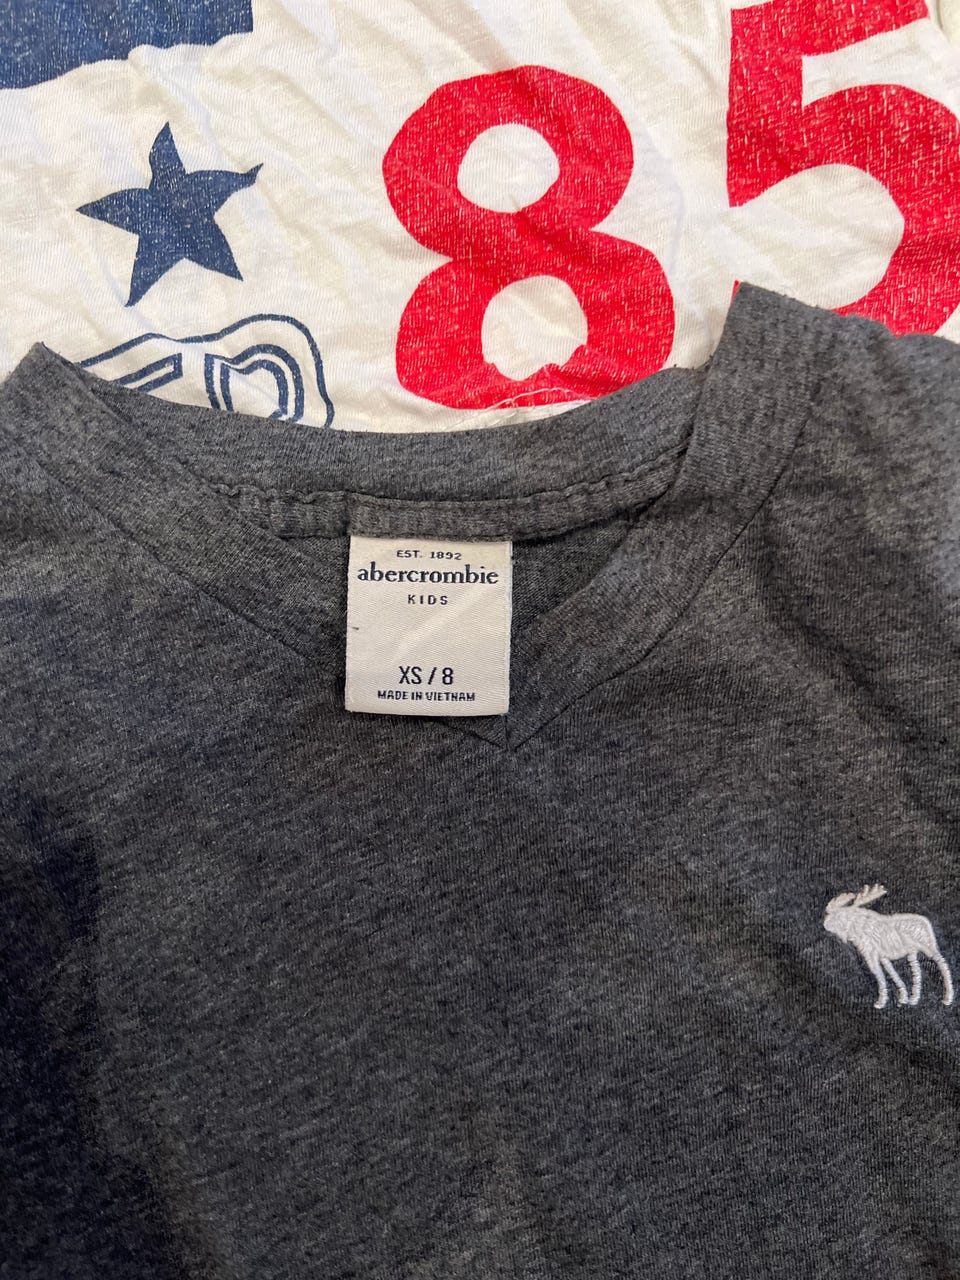 85
EST. 1892
abercrombie
KIDS
XS / 8
MADE IN VIETNAM